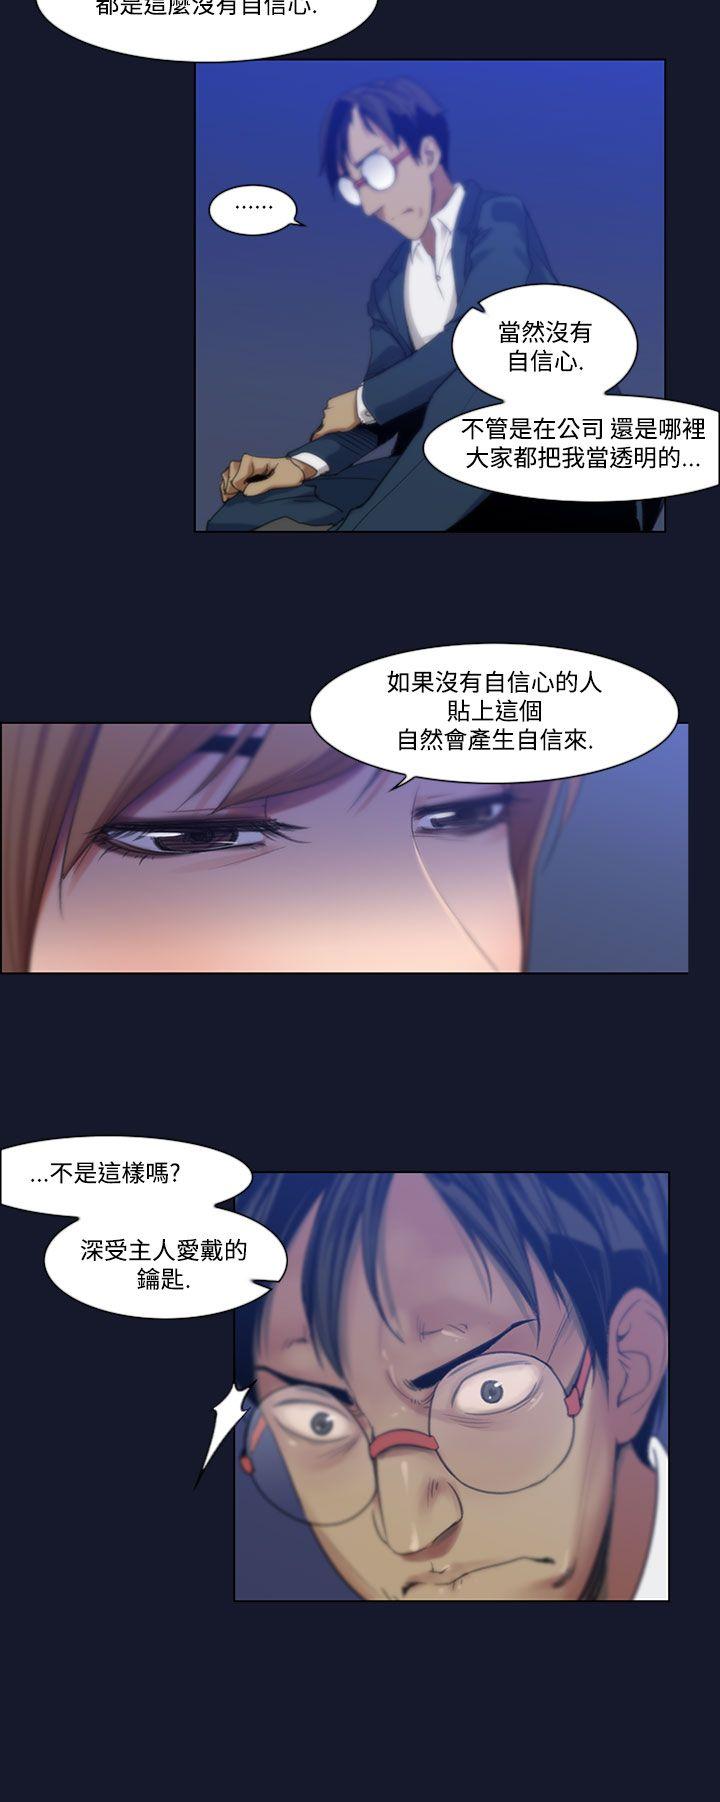 都是這麼沒有自信心.
……
當然沒有
自信心.
不管是在公司 還是哪裡
大家都把我當透明的...
如果沒有自信心的人
貼上這個
自然會產生自信來.
...不是這樣嗎?
深受主人愛戴的
鑰匙.